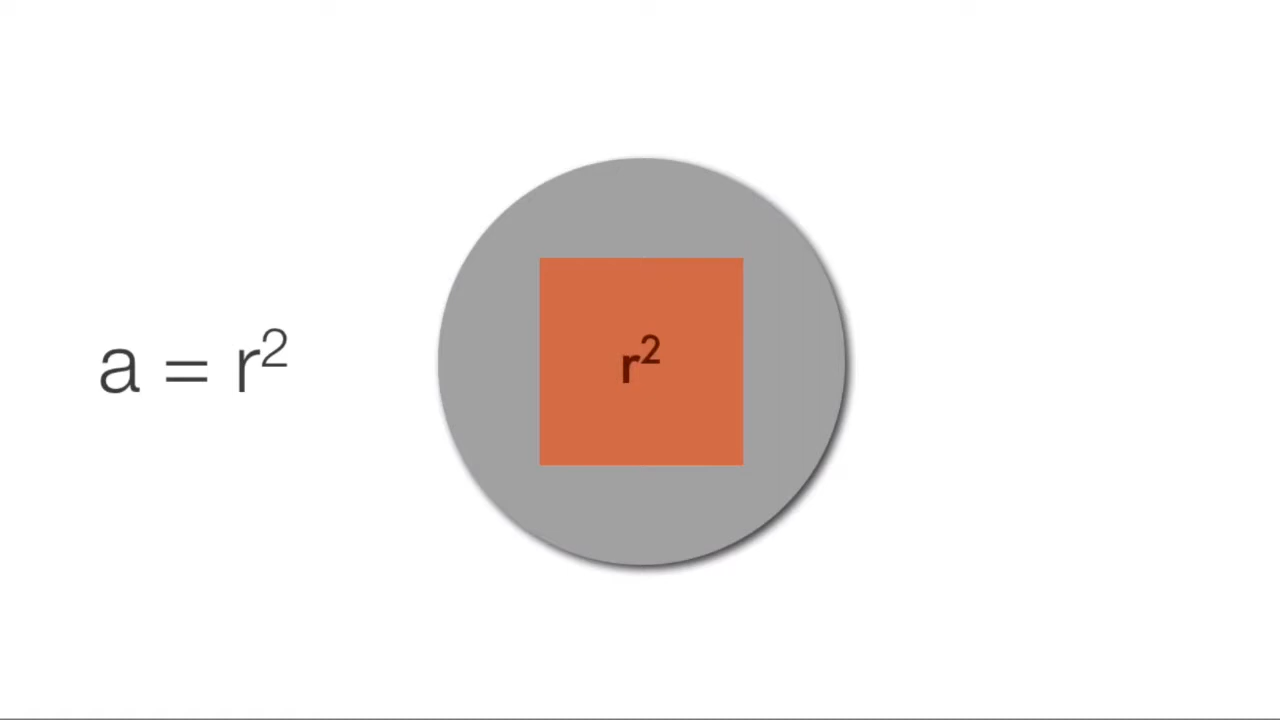 a = r²
r²